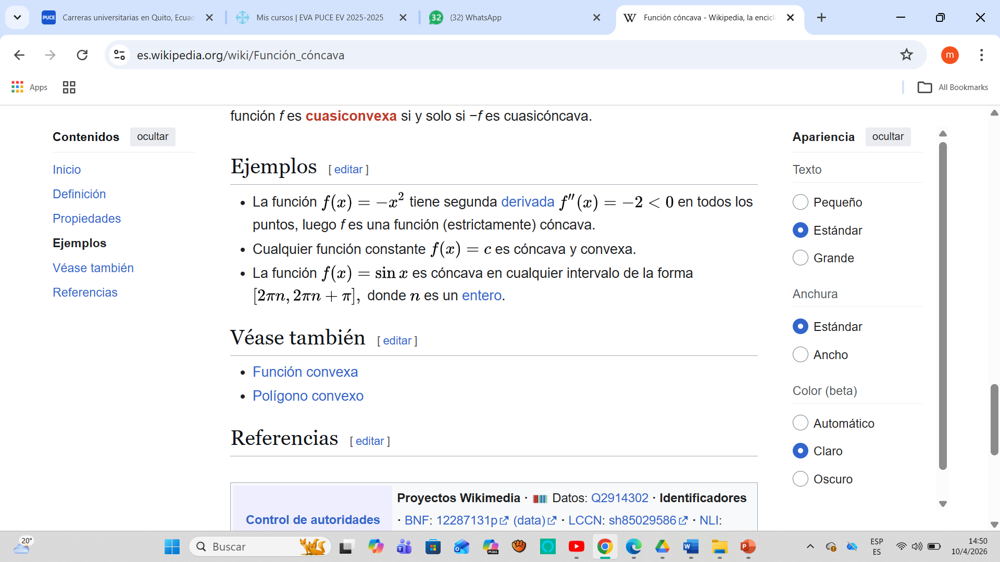 Carreras universitarias en Quito, Ecuad
Mis cursos | EVA PUCE EV 2025-2025
(32) WhatsApp
Función cóncava - Wikipedia, la encicl
es.wikipedia.org/wiki/Función_cóncava
m
Apps
All Bookmarks
función f es cuasiconvexa si y solo si −f es cuasicóncava.
Contenidos ocultar
Inicio
Definición
Propiedades
Ejemplos
Véase también
Referencias
Ejemplos [ editar ]
• La función f(x) = −x² tiene segunda derivada f″(x) = −2 < 0 en todos los
puntos, luego f es una función (estrictamente) cóncava.
• Cualquier función constante f(x) = c es cóncava y convexa.
• La función f(x) = sin x es cóncava en cualquier intervalo de la forma
[2πn, 2πn + π], donde n es un entero.
Véase también [ editar ]
• Función convexa
• Polígono convexo
Referencias [ editar ]
Control de autoridades
Proyectos Wikimedia · Datos: Q2914302 · Identificadores
· BNF: 12287131p (data) · LCCN: sh85029586 · NLI:
Apariencia ocultar
Texto
Pequeño
Estándar
Grande
Anchura
Estándar
Ancho
Color (beta)
Automático
Claro
Oscuro
20°
Buscar
ESP
ES
14:50
10/4/2026